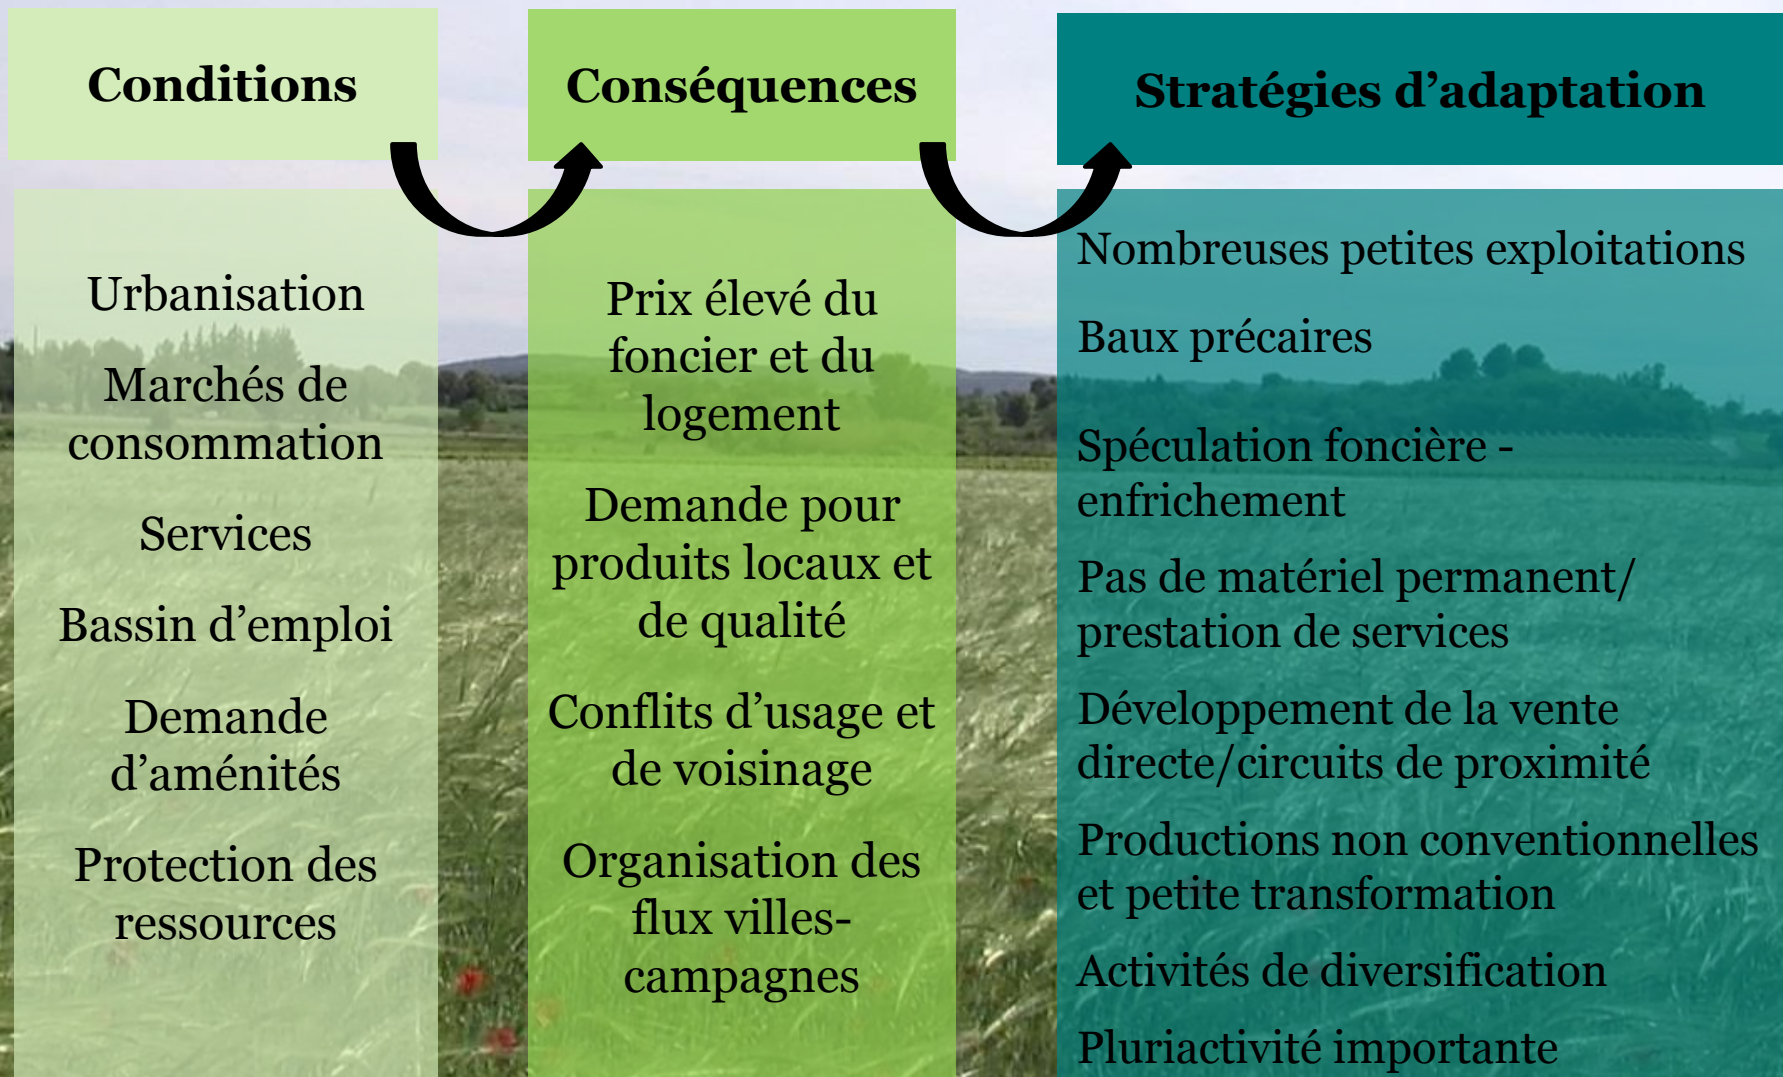 Conditions
Conséquences
Stratégies d’adaptation
Urbanisation
Marchés de
consommation
Services
Bassin d’emploi
Demande
d’aménités
Protection des
ressources
Prix élevé du
foncier et du
logement
Demande pour
produits locaux et
de qualité
Conflits d’usage et
de voisinage
Organisation des
flux villes-
campagnes
Nombreuses petites exploitations
Baux précaires
Spéculation foncière -
enfrichement
Pas de matériel permanent/
prestation de services
Développement de la vente
directe/circuits de proximité
Productions non conventionnelles
et petite transformation
Activités de diversification
Pluriactivité importante